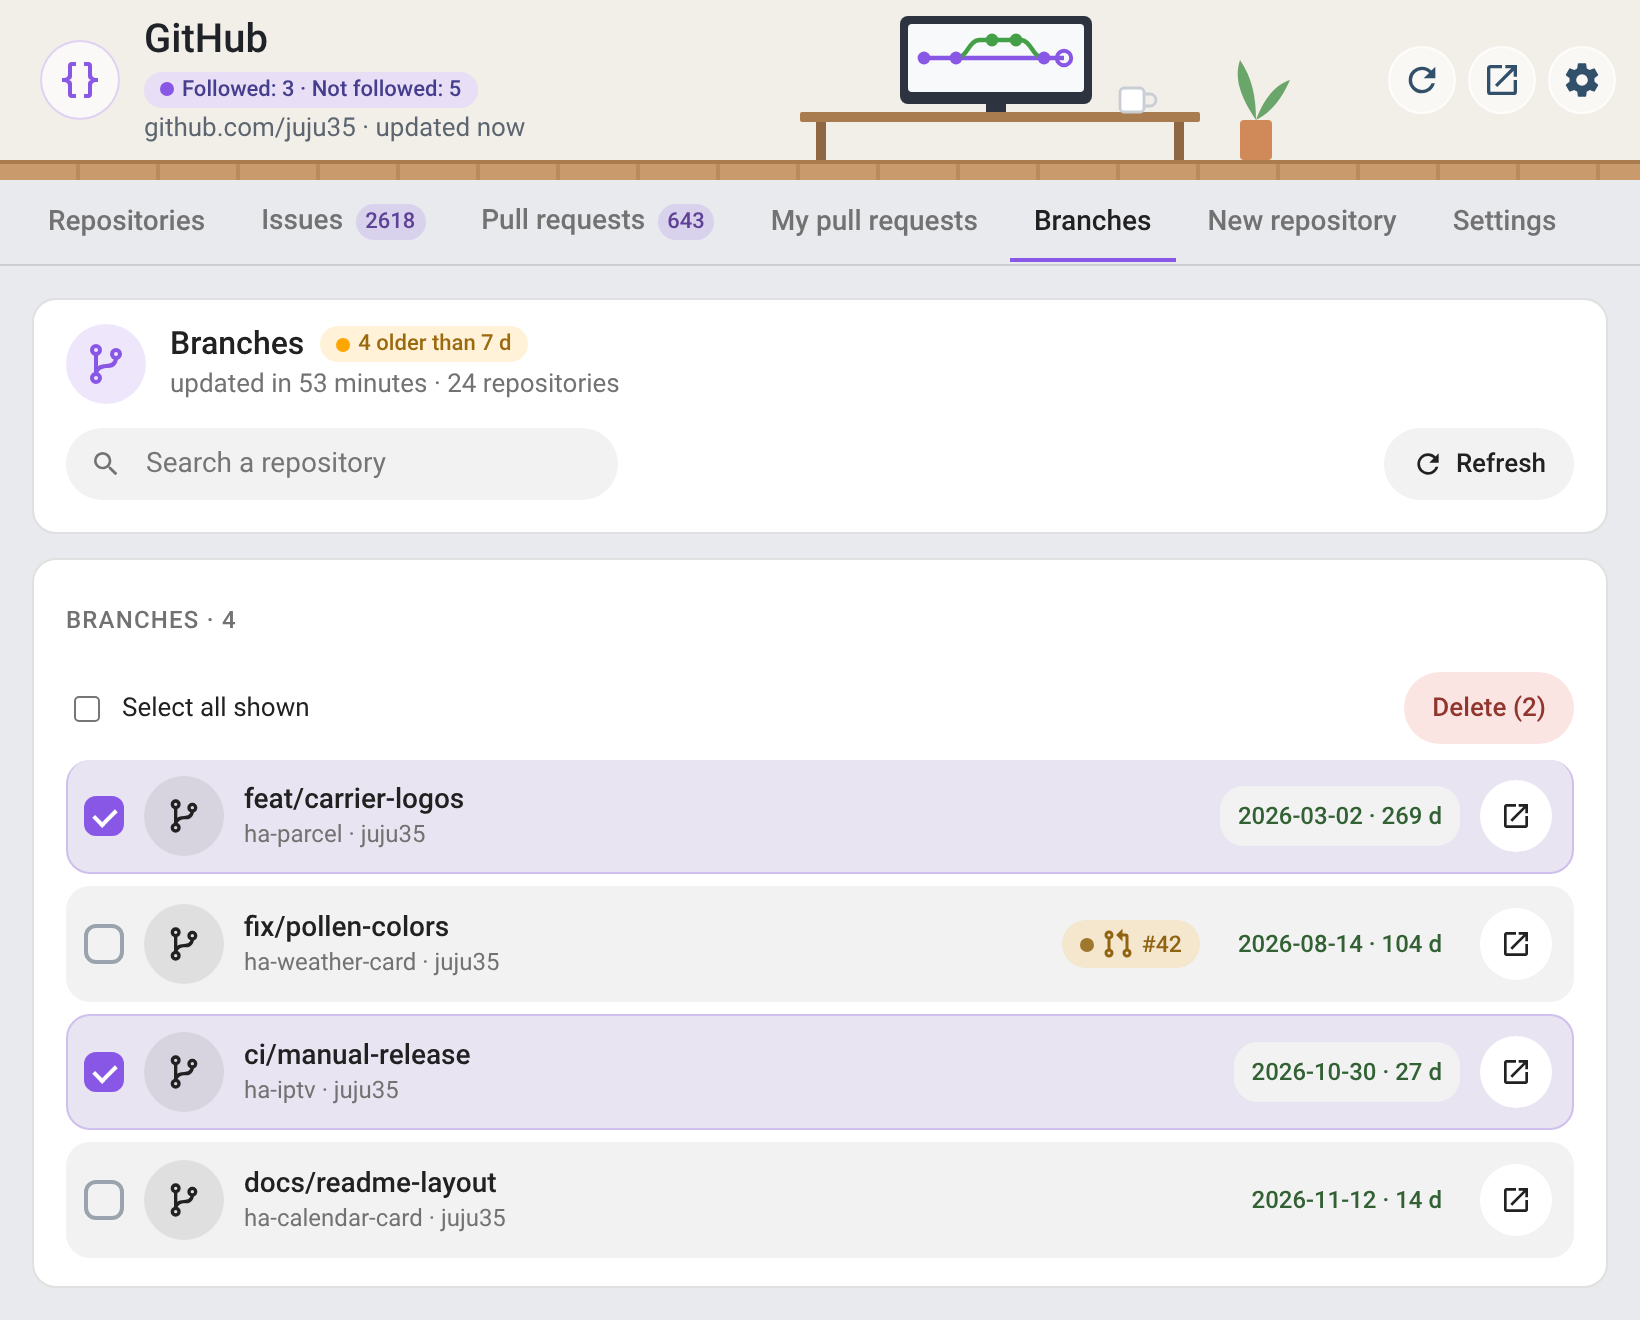 GitHub
Followed: 3 · Not followed: 5
github.com/juju35 · updated now
Repositories
Issues 2618
Pull requests 643
My pull requests
Branches
New repository
Settings
Branches
4 older than 7 d
updated in 53 minutes · 24 repositories
Search a repository
Refresh
BRANCHES · 4
Select all shown
Delete (2)
feat/carrier-logos
ha-parcel · juju35
2026-03-02 · 269 d
fix/pollen-colors
ha-weather-card · juju35
#42
2026-08-14 · 104 d
ci/manual-release
ha-iptv · juju35
2026-10-30 · 27 d
docs/readme-layout
ha-calendar-card · juju35
2026-11-12 · 14 d